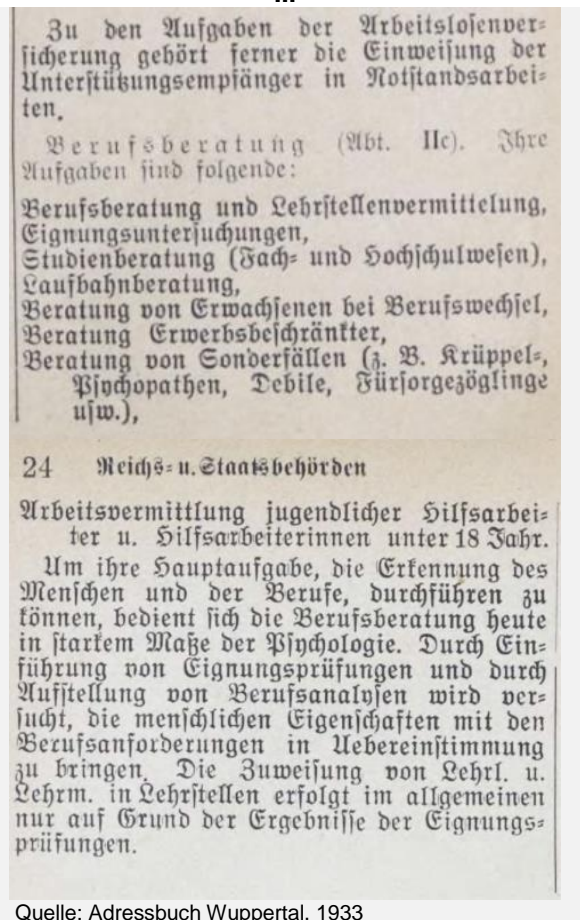 Zu den Aufgaben der Arbeitslosenver-
sicherung gehört ferner die Einweisung der
Unterstützungsempfänger in Notstandsarbei-
ten.
Berufsberatung (Abt. IIc). Ihre
Aufgaben sind folgende:
Berufsberatung und Lehrstellenvermittelung,
Eignungsuntersuchungen,
Studienberatung (Fach- und Hochschulwesen),
Laufbahnberatung,
Beratung von Erwachsenen bei Berufswechsel,
Beratung Erwerbsbeschränkter,
Beratung von Sonderfällen (z. B. Krüppel-,
Psychopathen, Debile, Fürsorgezöglinge
usw.),
24 Reichs- u. Staatsbehörden
Arbeitsvermittlung jugendlicher Hilfsarbei-
ter u. Hilfsarbeiterinnen unter 18 Jahr.
Um ihre Hauptaufgabe, die Erkennung des
Menschen und der Berufe, durchführen zu
können, bedient sich die Berufsberatung heute
in starkem Maße der Psychologie. Durch Ein-
führung von Eignungsprüfungen und durch
Aufstellung von Berufsanalysen wird ver-
sucht, die menschlichen Eigenschaften mit den
Berufsanforderungen in Uebereinstimmung
zu bringen. Die Zuweisung von Lehrl. u.
Lehrm. in Lehrstellen erfolgt im allgemeinen
nur auf Grund der Ergebnisse der Eignungs-
prüfungen.
Quelle: Adressbuch Wuppertal, 1933